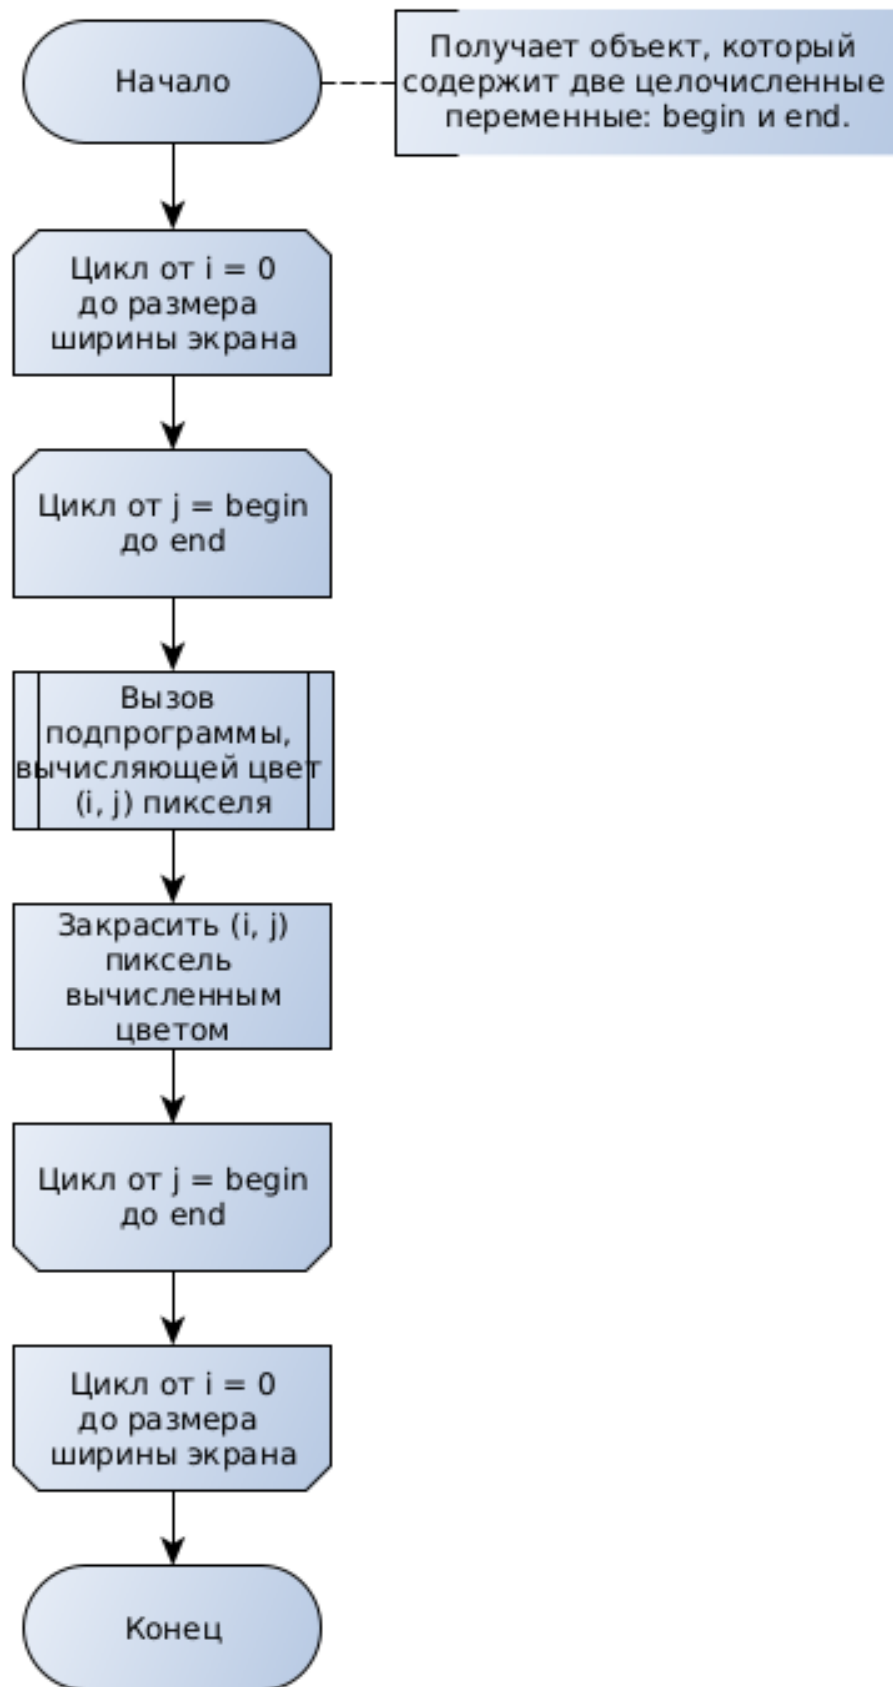 Начало
Получает объект, который
содержит две целочисленные
переменные: begin и end.
Цикл от i = 0
до размера
ширины экрана
Цикл от j = begin
до end
Вызов
подпрограммы,
вычисляющей цвет
(i, j) пикселя
Закрасить (i, j)
пиксель
вычисленным
цветом
Цикл от j = begin
до end
Цикл от i = 0
до размера
ширины экрана
Конец